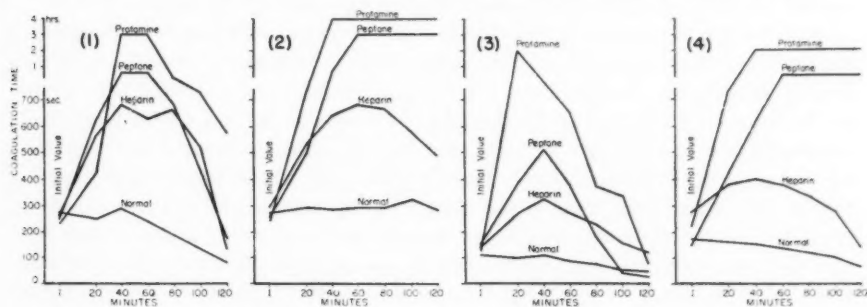 COAGULATION TIME
4 hrs.
3
2
1
700 sec.
600
500
400
300
200
100
0
(1)
Protamine
Peptone
Heparin
Normal
Initial Value
1 20 40 60 80 100 120
MINUTES
(2)
Protamine
Peptone
Heparin
Normal
Initial Value
1 20 40 60 80 100 120
MINUTES
(3)
Protamine
Peptone
Heparin
Normal
Initial Value
1 20 40 60 80 100 120
MINUTES
(4)
Protamine
Peptone
Heparin
Normal
Initial Value
1 20 40 60 80 100 120
MINUTES